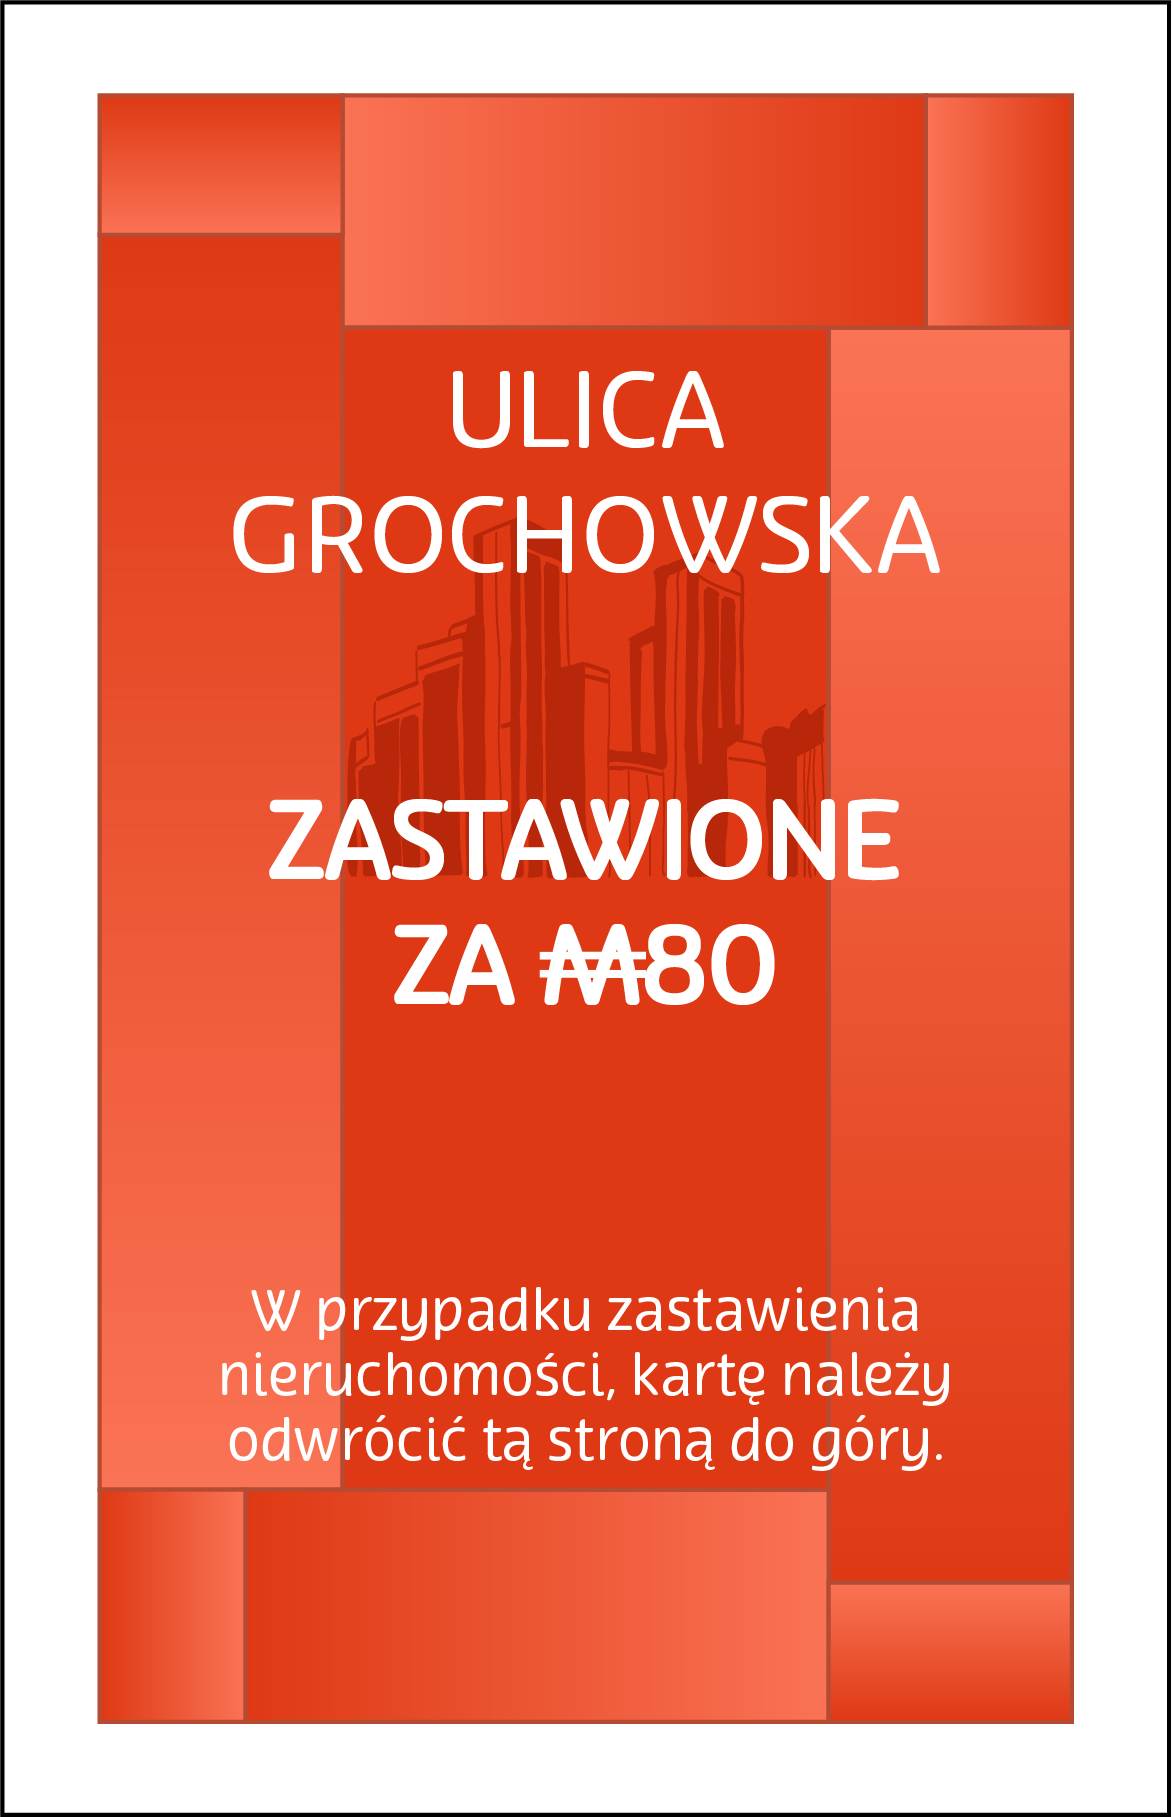 ULICA
GROCHOWSKA
ZASTAWIONE
ZA ₩80
W przypadku zastawienia
nieruchomości, kartę należy
odwrócić tą stroną do góry.